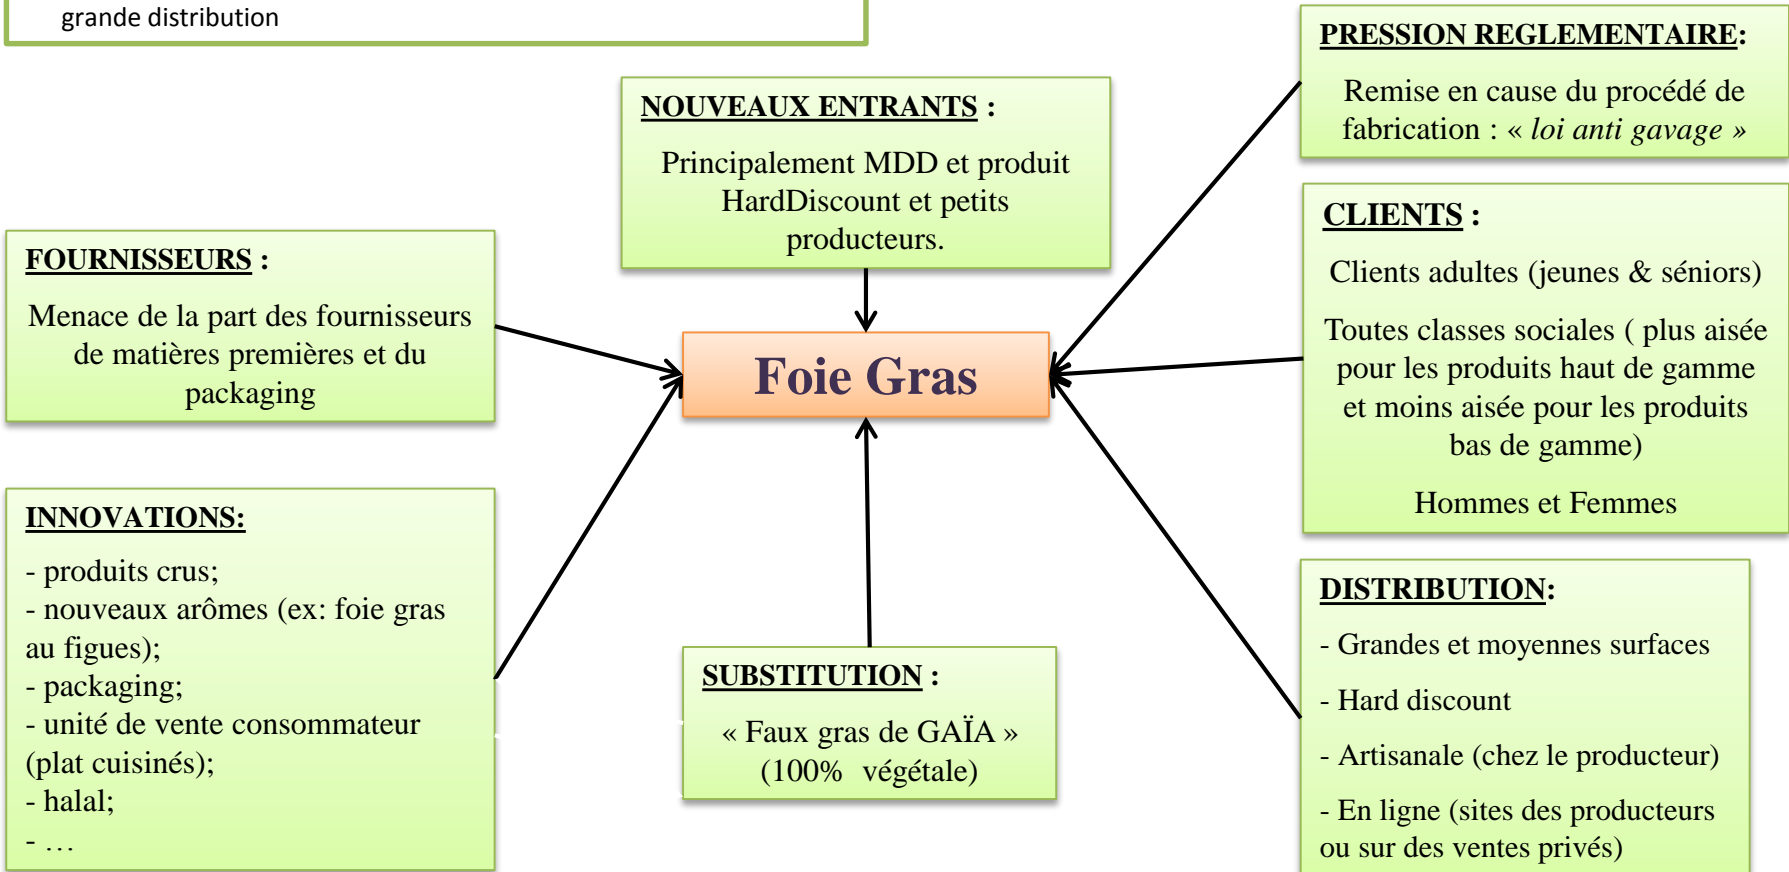 grande distribution
PRESSION REGLEMENTAIRE:
Remise en cause du procédé de
fabrication : « loi anti gavage »
NOUVEAUX ENTRANTS :
Principalement MDD et produit
HardDiscount et petits
producteurs.
CLIENTS :
Clients adultes (jeunes & séniors)
Toutes classes sociales ( plus aisée
pour les produits haut de gamme
et moins aisée pour les produits
bas de gamme)
Hommes et Femmes
FOURNISSEURS :
Menace de la part des fournisseurs
de matières premières et du
packaging
Foie Gras
INNOVATIONS:
- produits crus;
- nouveaux arômes (ex: foie gras
au figues);
- packaging;
- unité de vente consommateur
(plat cuisinés);
- halal;
- …
SUBSTITUTION :
« Faux gras de GAÏA »
(100% végétale)
DISTRIBUTION:
- Grandes et moyennes surfaces
- Hard discount
- Artisanale (chez le producteur)
- En ligne (sites des producteurs
ou sur des ventes privés)